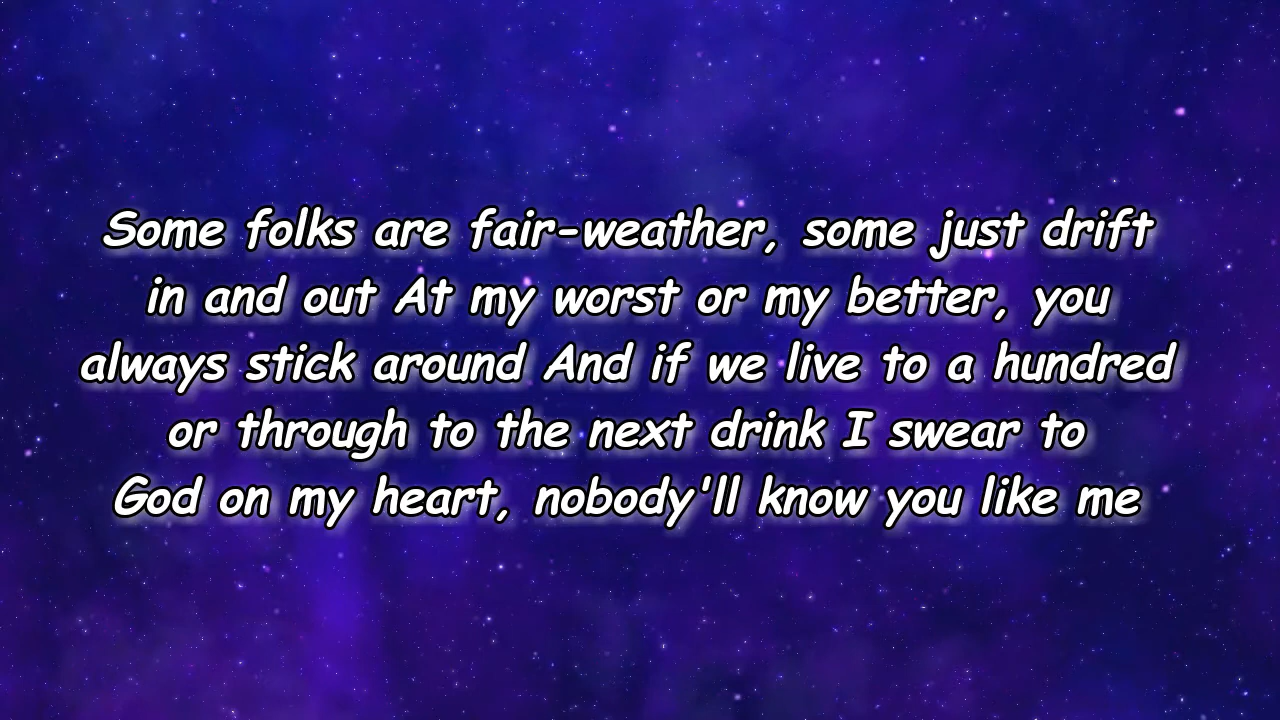 Some folks are fair-weather, some just drift
in and out At my worst or my better, you
always stick around And if we live to a hundred
or through to the next drink I swear to
God on my heart, nobody'll know you like me